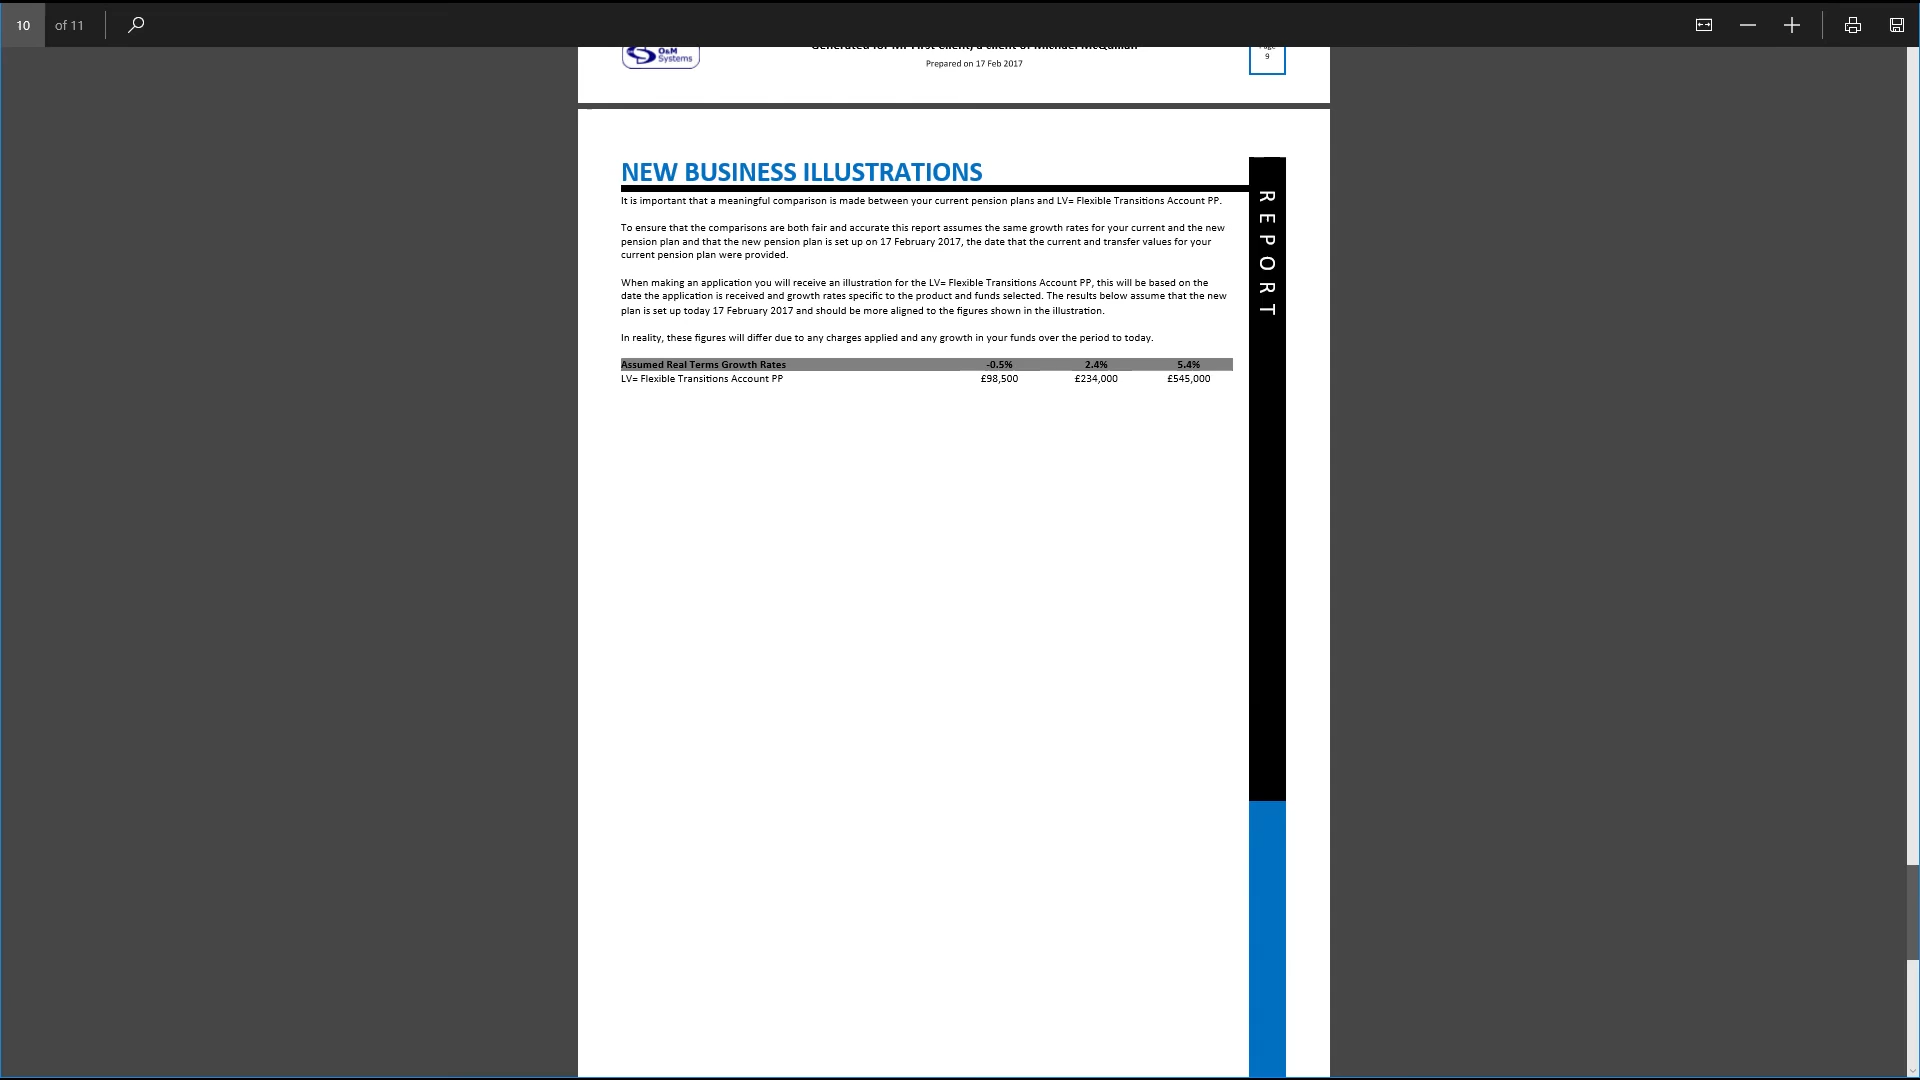 10 of 11
O&M
Systems
Generated for Mr First Client, a client of Michael McQuillan
Prepared on 17 Feb 2017
Page
9
NEW BUSINESS ILLUSTRATIONS
It is important that a meaningful comparison is made between your current pension plans and LV= Flexible Transitions Account PP.
To ensure that the comparisons are both fair and accurate this report assumes the same growth rates for your current and the new
pension plan and that the new pension plan is set up on 17 February 2017, the date that the current and transfer values for your
current pension plan were provided.
When making an application you will receive an illustration for the LV= Flexible Transitions Account PP, this will be based on the
date the application is received and growth rates specific to the product and funds selected. The results below assume that the new
plan is set up today 17 February 2017 and should be more aligned to the figures shown in the illustration.
In reality, these figures will differ due to any charges applied and any growth in your funds over the period to today.
Assumed Real Terms Growth Rates -0.5% 2.4% 5.4%
LV= Flexible Transitions Account PP £98,500 £234,000 £545,000
REPORT